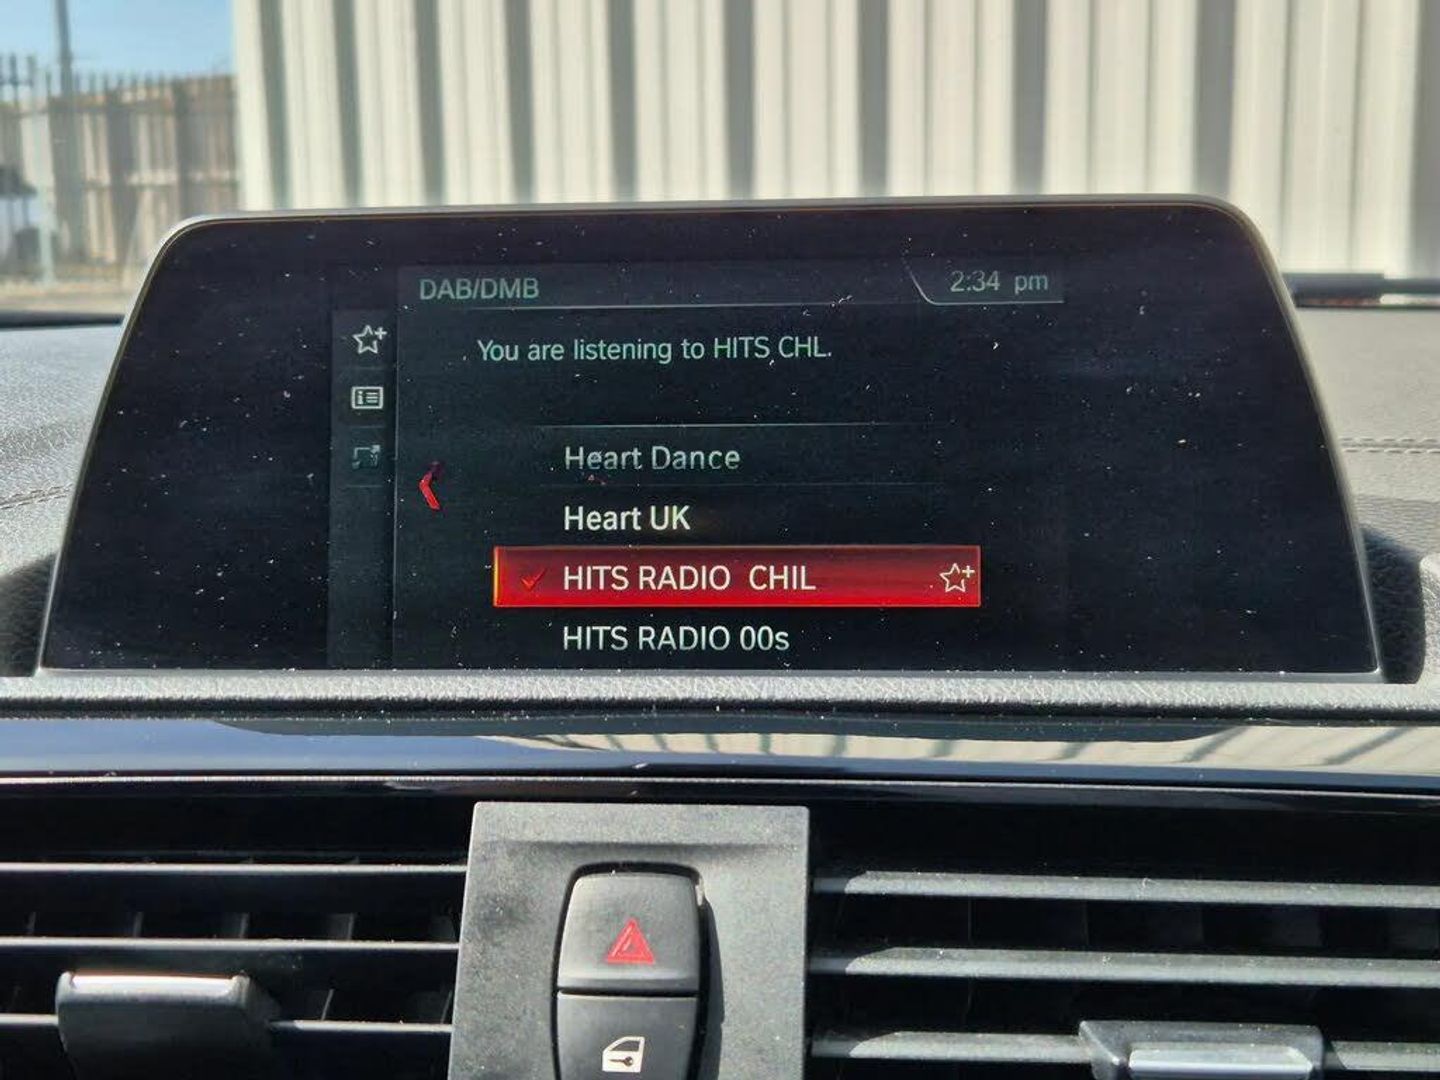 DAB/DMB
2:34 pm
You are listening to HITS CHL.
Heart Dance
Heart UK
HITS RADIO CHIL
HITS RADIO 00s